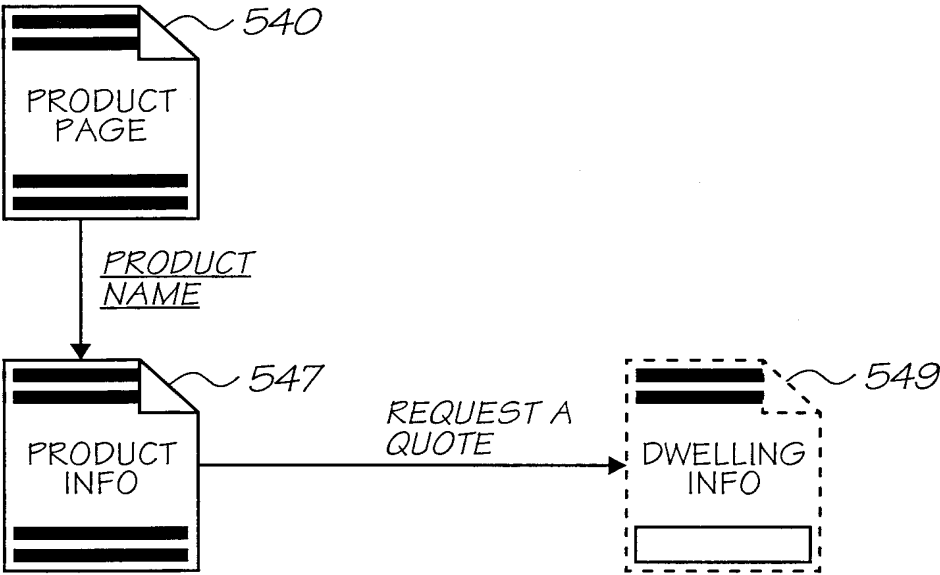 540
PRODUCT
PAGE
PRODUCT
NAME
547
549
REQUEST A
QUOTE
PRODUCT
INFO
DWELLING
INFO